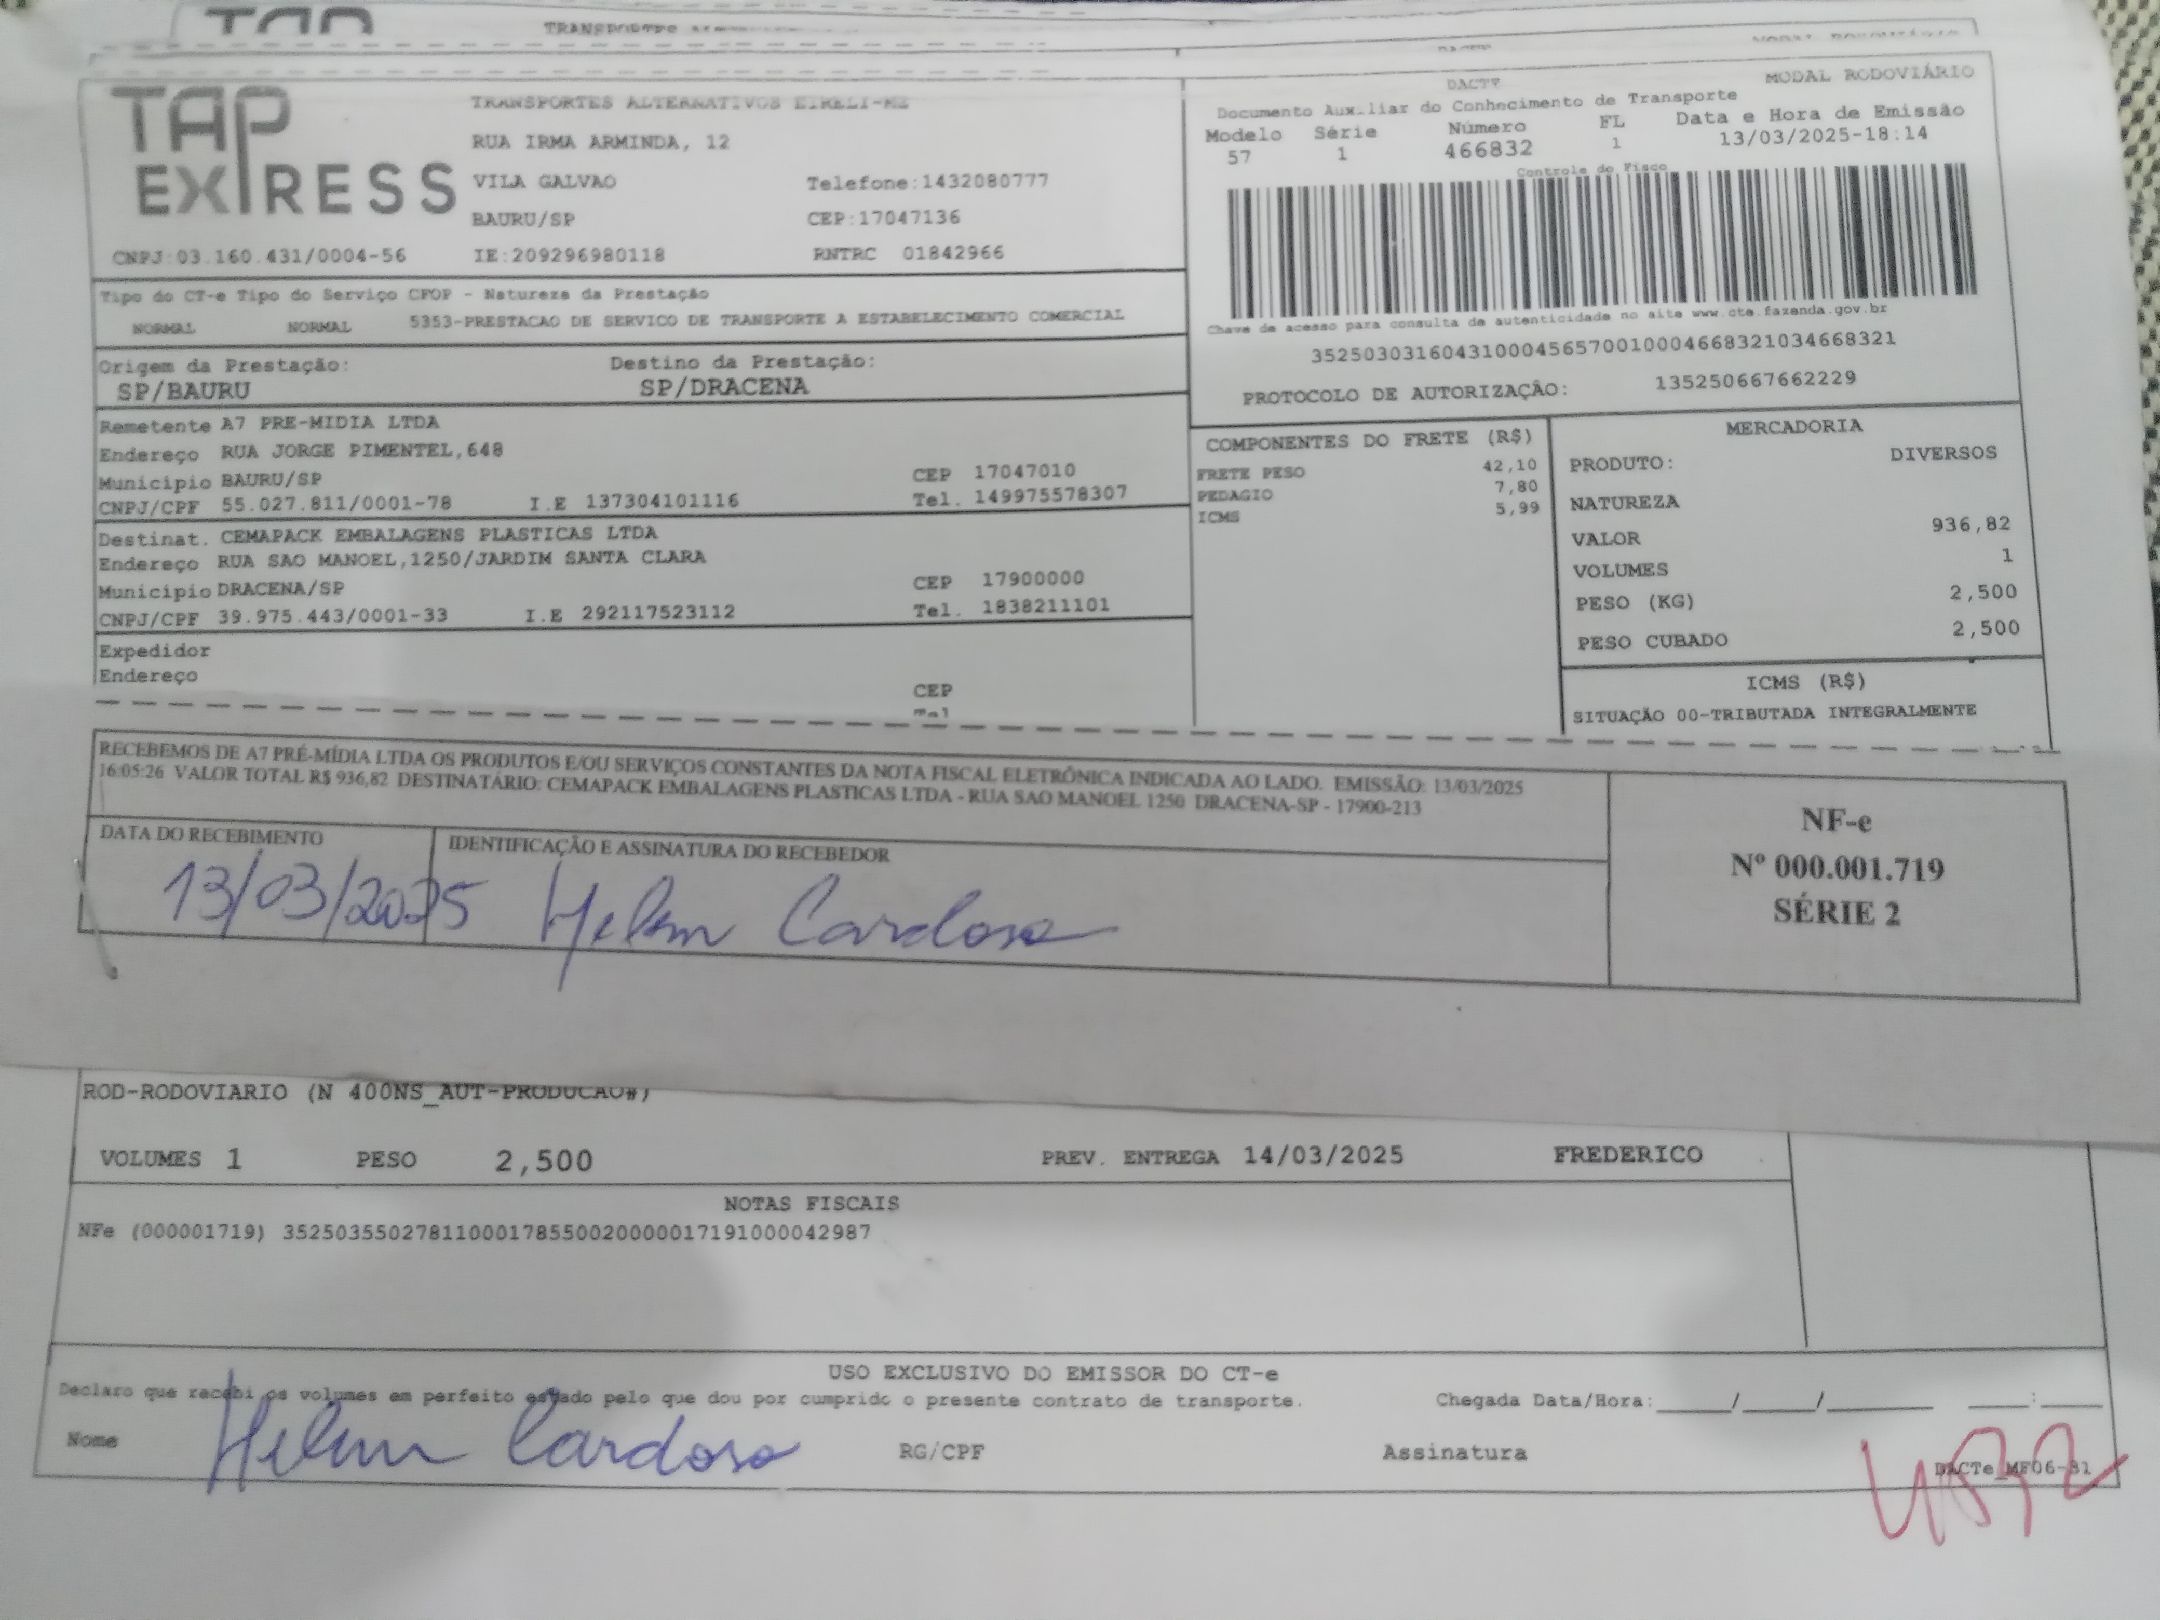 TRANSPORTES
TAP
EXPRESS
TRANSPORTES ALTERNATIVOS EIRELI-ME
RUA IRMA ARMINDA, 12
VILA GALVAO Telefone:1432080777
BAURU/SP CEP:17047136
CNPJ:03.160.431/0004-56 IE:209296980118 RNTRC 01842966
DACTE MODAL RODOVIÁRIO
Documento Auxiliar do Conhecimento de Transporte
Modelo Série Número FL Data e Hora de Emissão
57 1 466832 1 13/03/2025-18:14
Controle do Fisco
Chave de acesso para consulta de autenticidade no site www.cte.fazenda.gov.br
35250303160431000456570010004668321034668321
PROTOCOLO DE AUTORIZAÇÃO: 135250667662229
Tipo do CT-e Tipo do Serviço CFOP - Natureza da Prestação
NORMAL NORMAL 5353-PRESTACAO DE SERVICO DE TRANSPORTE A ESTABELECIMENTO COMERCIAL
Origem da Prestação: Destino da Prestação:
SP/BAURU SP/DRACENA
Remetente A7 PRE-MIDIA LTDA
Endereço RUA JORGE PIMENTEL,648
Municipio BAURU/SP CEP 17047010
CNPJ/CPF 55.027.811/0001-78 I.E 137304101116 Tel. 149975578307
Destinat. CEMAPACK EMBALAGENS PLASTICAS LTDA
Endereço RUA SAO MANOEL,1250/JARDIM SANTA CLARA
Municipio DRACENA/SP CEP 17900000
CNPJ/CPF 39.975.443/0001-33 I.E 292117523112 Tel. 1838211101
Expedidor
Endereço
CEP
Tel
COMPONENTES DO FRETE (R$)
FRETE PESO 42,10
PEDAGIO 7,80
ICMS 5,99
MERCADORIA
PRODUTO: DIVERSOS
NATUREZA
VALOR 936,82
VOLUMES 1
PESO (KG) 2,500
PESO CUBADO 2,500
ICMS (R$)
SITUAÇÃO 00-TRIBUTADA INTEGRALMENTE
RECEBEMOS DE A7 PRÉ-MÍDIA LTDA OS PRODUTOS E/OU SERVIÇOS CONSTANTES DA NOTA FISCAL ELETRÔNICA INDICADA AO LADO. EMISSÃO: 13/03/2025
16:05:26 VALOR TOTAL R$ 936,82 DESTINATÁRIO: CEMAPACK EMBALAGENS PLASTICAS LTDA - RUA SAO MANOEL 1250 DRACENA-SP - 17900-213
DATA DO RECEBIMENTO IDENTIFICAÇÃO E ASSINATURA DO RECEBEDOR
13/03/2025 Helem Cardoso
NF-e
Nº 000.001.719
SÉRIE 2
ROD-RODOVIARIO (N 400NS_AUT-PRODUCAO#)
VOLUMES 1 PESO 2,500 PREV. ENTREGA 14/03/2025 FREDERICO
NOTAS FISCAIS
NFe (000001719) 35250355027811000178550020000017191000042987
USO EXCLUSIVO DO EMISSOR DO CT-e
Declaro que recebi os volumes em perfeito estado pelo que dou por cumprido o presente contrato de transporte. Chegada Data/Hora:____/____/______ ___:___
Nome Helem Cardoso RG/CPF Assinatura
DACTe_MF06-81